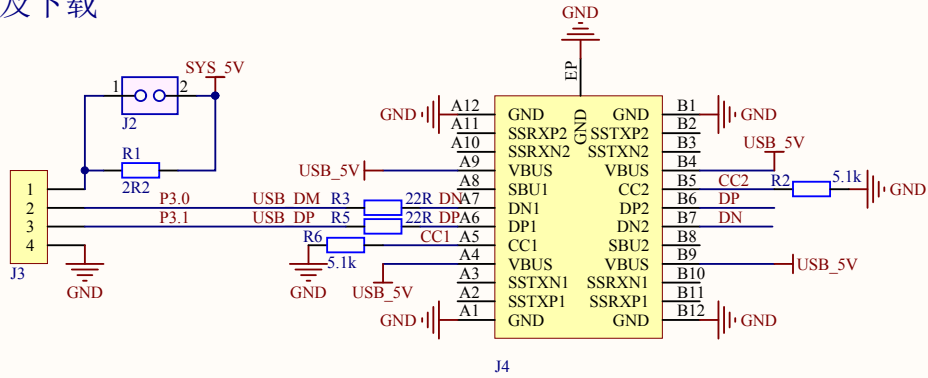 及下载
GND
EP
SYS_5V
1 2
J2
R1
2R2
GND A12 GND GND GND B1 GND
A11 SSRXP2 SSTXP2 B2
A10 SSRXN2 SSTXN2 B3 USB_5V
USB_5V A9 VBUS VBUS B4
A8 SBU1 CC2 B5 CC2 R2 5.1k GND
1
2 P3.0 USB_DM R3 22R DN A7 DN1 DP2 B6 DP
3 P3.1 USB_DP R5 22R DP A6 DP1 DN2 B7 DN
4 R6 5.1k CC1 A5 CC1 SBU2 B8
J3
GND GND USB_5V A4 VBUS VBUS B9 USB_5V
A3 SSTXN1 SSRXN1 B10
A2 SSTXP1 SSRXP1 B11
GND A1 GND GND B12 GND
J4